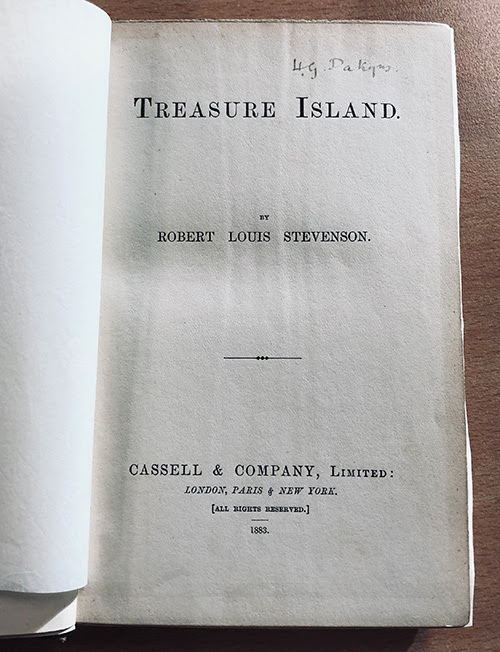 H.G. Dakyns.
TREASURE ISLAND.
BY
ROBERT LOUIS STEVENSON.
CASSELL & COMPANY, LIMITED:
LONDON, PARIS & NEW YORK.
[ALL RIGHTS RESERVED.]
1883.